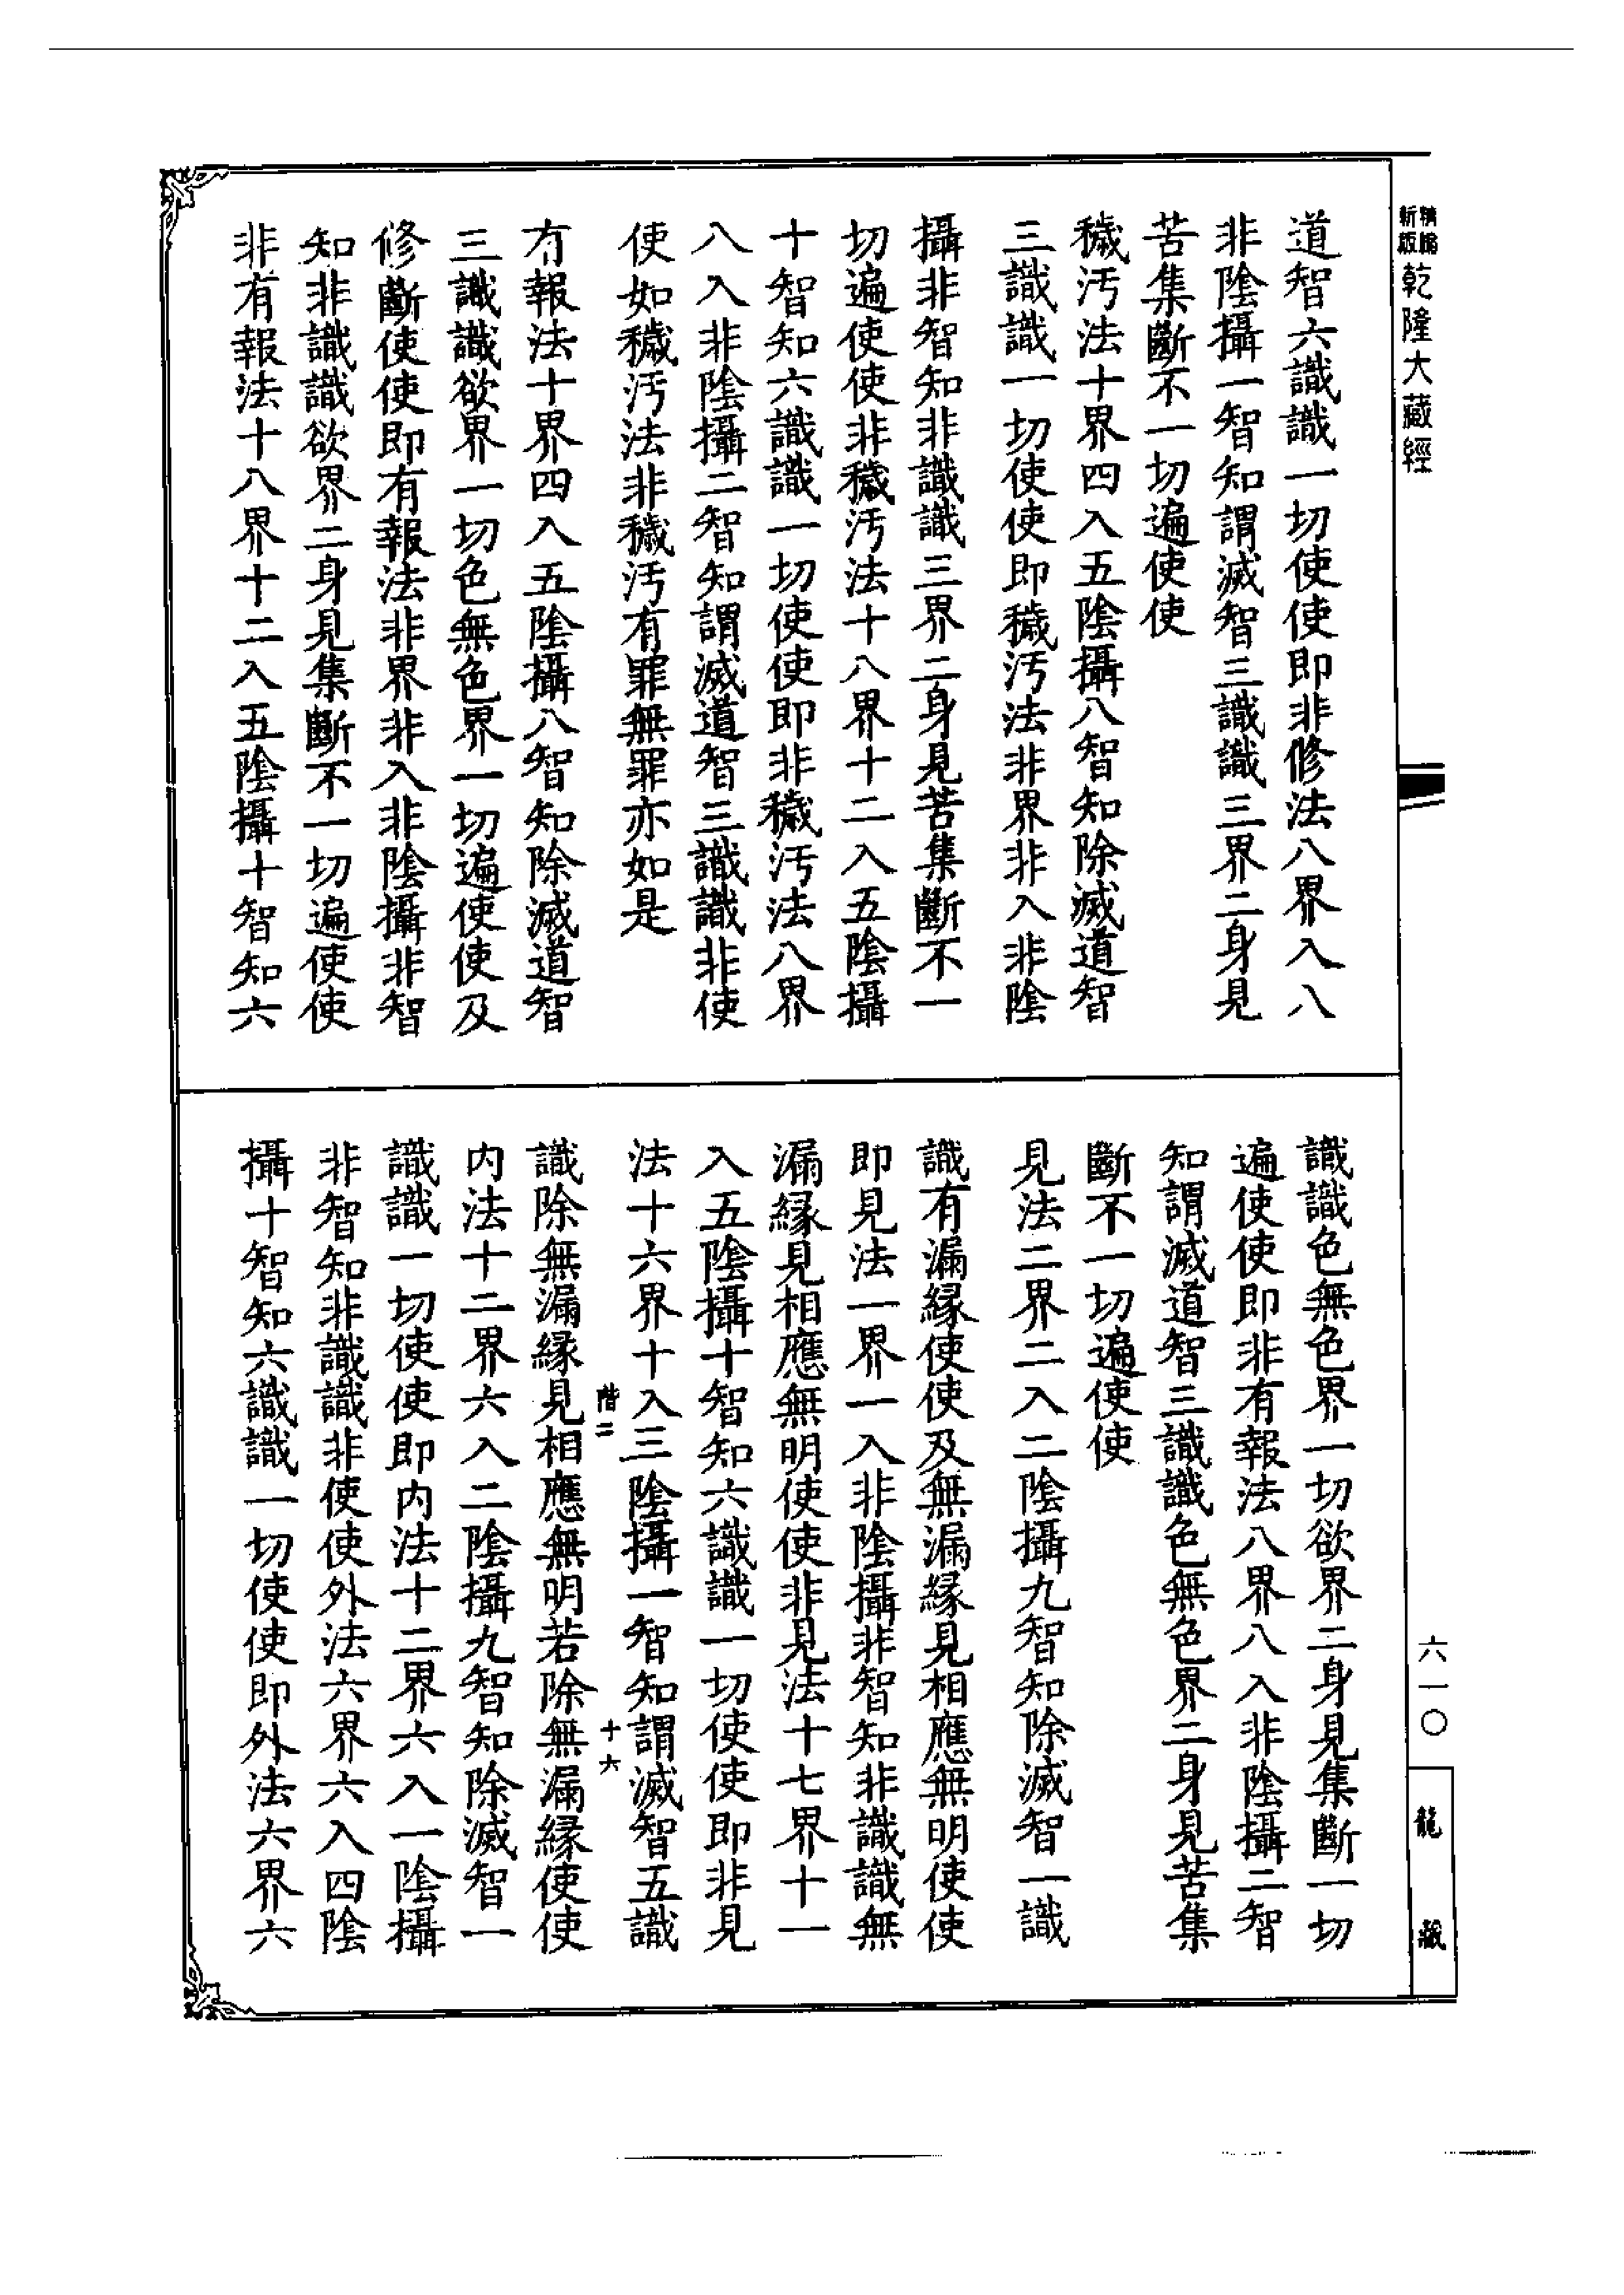 新版精編乾隆大藏經
道智六識識一切使使即非修法八界入八
非陰攝一智知謂滅智三識識三界二身見
苦集斷不一切遍使使
穢污法十界四入五陰攝八智知除滅道智
三識識一切使使即穢污法非界非入非陰
攝非智知非識識三界二身見苦集斷不一
切遍使使非穢污法十八界十二入五陰攝
十智知六識識一切使使即非穢污法八界
八入非陰攝二智知謂滅道智三識識非使
使如穢污法非穢污有罪無罪亦如是
有報法十界四入五陰攝八智知除滅道智
三識識欲界一切色無色界一切遍使使及
修斷使使即有報法非界非入非陰攝非智
知非識識欲界二身見集斷不一切遍使使
非有報法十八界十二入五陰攝十智知六
識識色無色界一切欲界二身見集斷一切
遍使使即非有報法八界八入非陰攝二智
知謂滅道智三識識色無色界二身見苦集
斷不一切遍使使
見法二界二入二陰攝九智知除滅智一識
識有漏緣使使及無漏緣見相應無明使使
即見法一界一入非陰攝非智知非識識無
漏緣見相應無明使使非見法十七界十一
入五陰攝十智知六識識一切使使即非見
法十六界十入三陰攝一智知謂滅智五識
階二
十六
識除無漏緣見相應無明若除無漏緣使使
内法十二界六入二陰攝九智知除滅智一
識識一切使使即内法十二界六入一陰攝
非智知非識識非使使外法六界六入四陰
攝十智知六識識一切使使即外法六界六
六一〇
龍藏